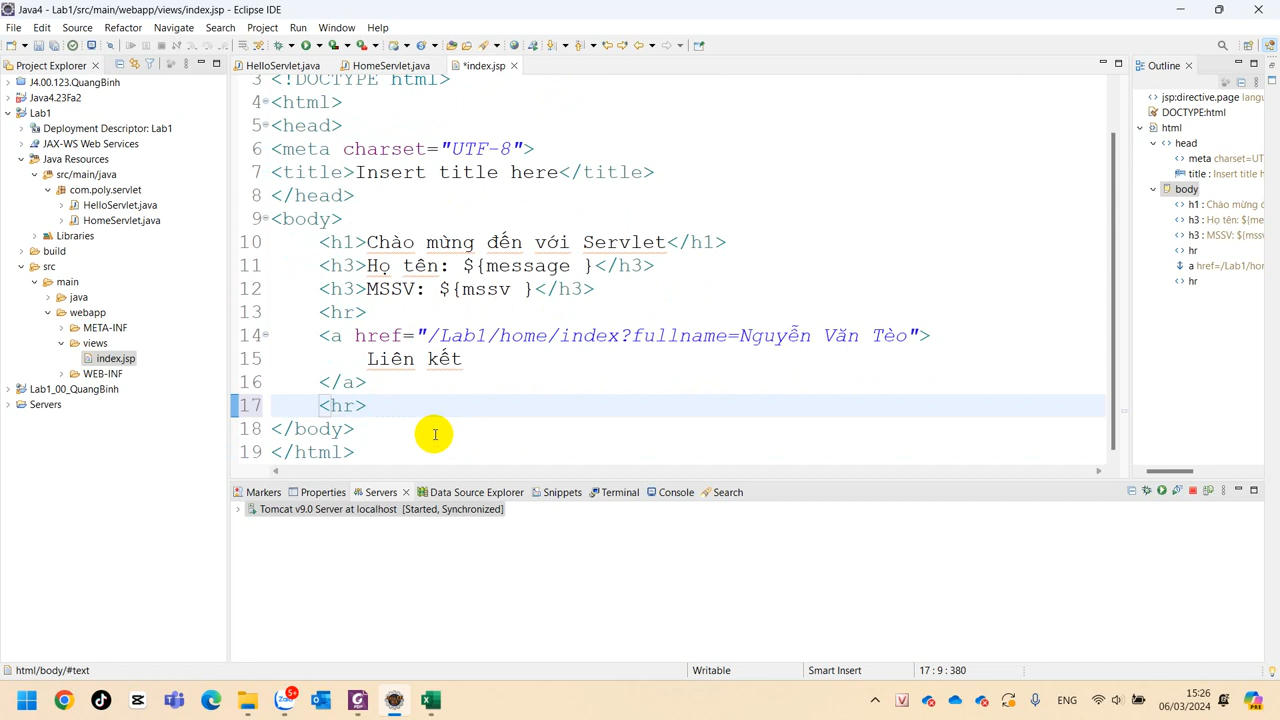 Java4 - Lab1/src/main/webapp/views/index.jsp - Eclipse IDE
File Edit Source Refactor Navigate Search Project Run Window Help
Project Explorer
J4.00.123.QuangBinh
Java4.23Fa2
Lab1
Deployment Descriptor: Lab1
JAX-WS Web Services
Java Resources
src/main/java
com.poly.servlet
HelloServlet.java
HomeServlet.java
Libraries
build
src
main
java
webapp
META-INF
views
index.jsp
WEB-INF
Lab1_00_QuangBinh
Servers
HelloServlet.java HomeServlet.java *index.jsp
3 <!DOCTYPE html>
4 <html>
5 <head>
6 <meta charset="UTF-8">
7 <title>Insert title here</title>
8 </head>
9 <body>
10 <h1>Chào mừng đến với Servlet</h1>
11 <h3>Họ tên: ${message }</h3>
12 <h3>MSSV: ${mssv }</h3>
13 <hr>
14 <a href="/Lab1/home/index?fullname=Nguyễn Văn Tèo">
15 Liên kết
16 </a>
17 <hr>
18 </body>
19 </html>
Outline
jsp:directive.page langu
DOCTYPE:html
html
head
meta charset=UT
title : Insert title h
body
h1 : Chào mừng đ
h3 : Họ tên: ${me
h3 : MSSV: ${mss
hr
a href=/Lab1/hom
hr
Markers Properties Servers Data Source Explorer Snippets Terminal Console Search
Tomcat v9.0 Server at localhost [Started, Synchronized]
html/body/#text Writable Smart Insert 17 : 9 : 380
5+
ENG
15:26
06/03/2024